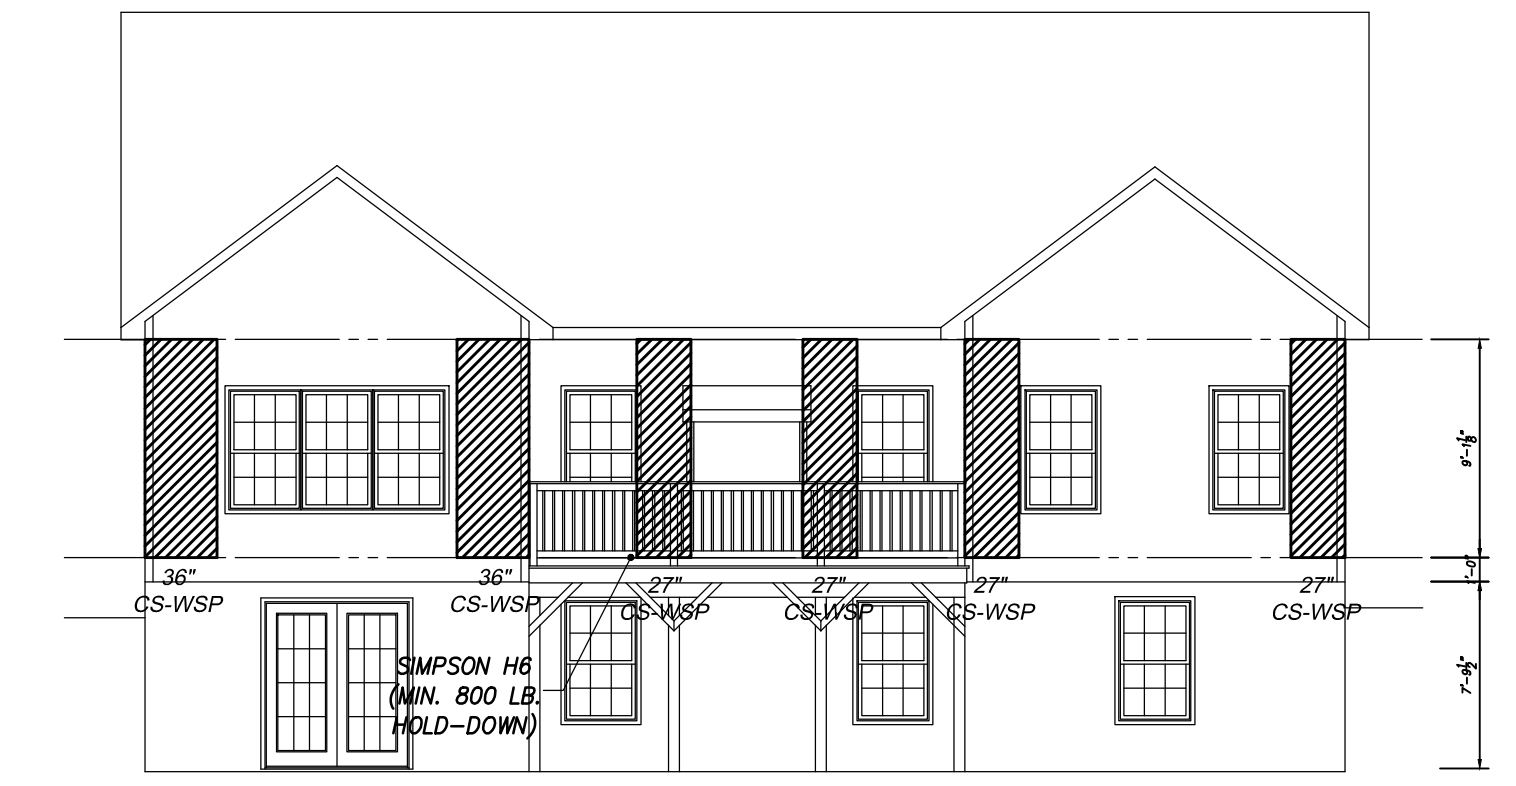 9'-1 1/8"
1'-0"
36"
CS-WSP
36"
CS-WSP
27"
CS-WSP
27"
CS-WSP
27"
CS-WSP
27"
CS-WSP
SIMPSON H6
(MIN. 800 LB.
HOLD-DOWN)
7'-9 1/2"